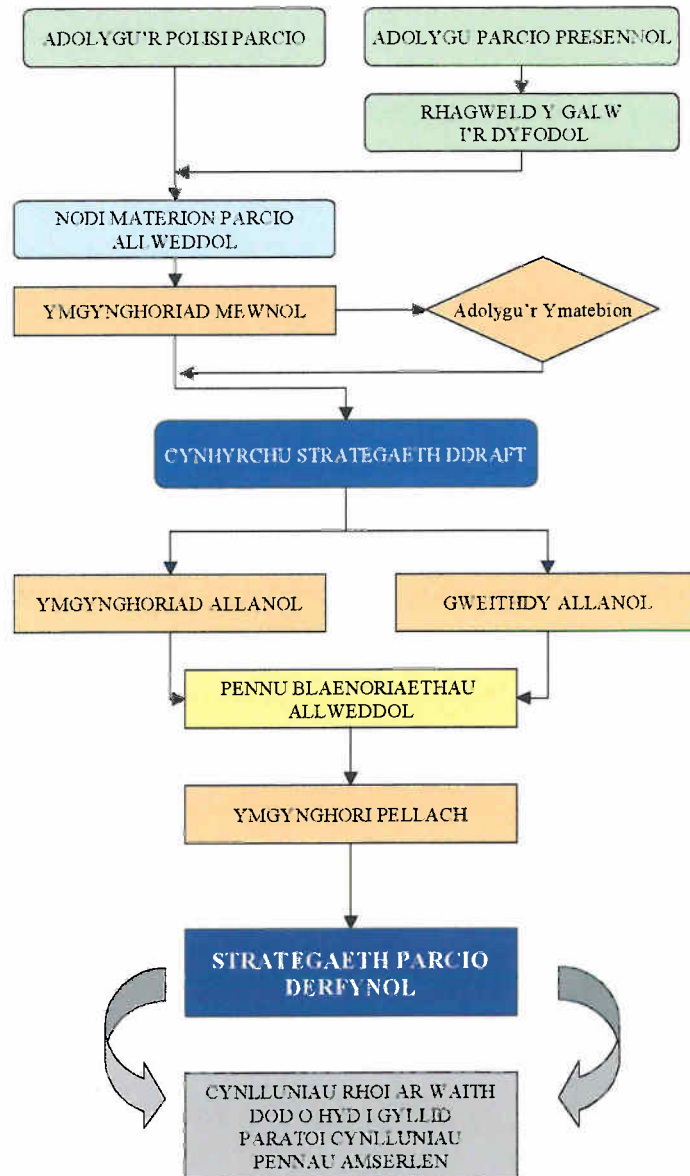 ADOLYGU'R POLISI PARCIO
ADOLYGU PARCIO PRESENNOL
RHAGWELD Y GALW
I'R DYFODOL
NODI MATERION PARCIO
ALLWEDDOL
YMGYNGHORIAD MEWNOL
Adolygu'r Ymatebion
CYNHYRCHU STRATEGAETH DDRAFT
YMGYNGHORIAD ALLANOL
GWEITHDY ALLANOL
PENNU BLAENORIAETHAU
ALLWEDDOL
YMGYNGHORI PELLACH
STRATEGAETH PARCIO
DERFYNOL
CYNLLUNIAU RHOI AR WAITH
DOD O HYD I GYLLID
PARATOI CYNLLUNIAU
PENNAU AMSERLEN